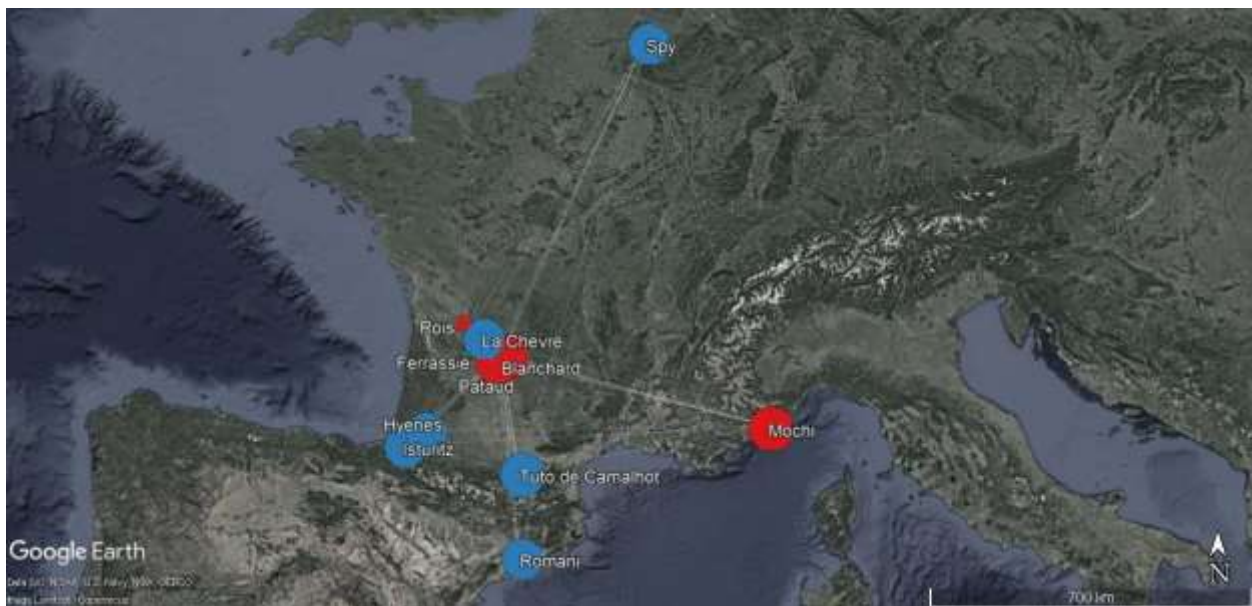 Spy
Rois
La Chevre
Ferrassie
Blanchard
Pataud
Hyenes
Isturitz
Mochi
Tuto de Camalhot
Romani
Google Earth
N
700 km